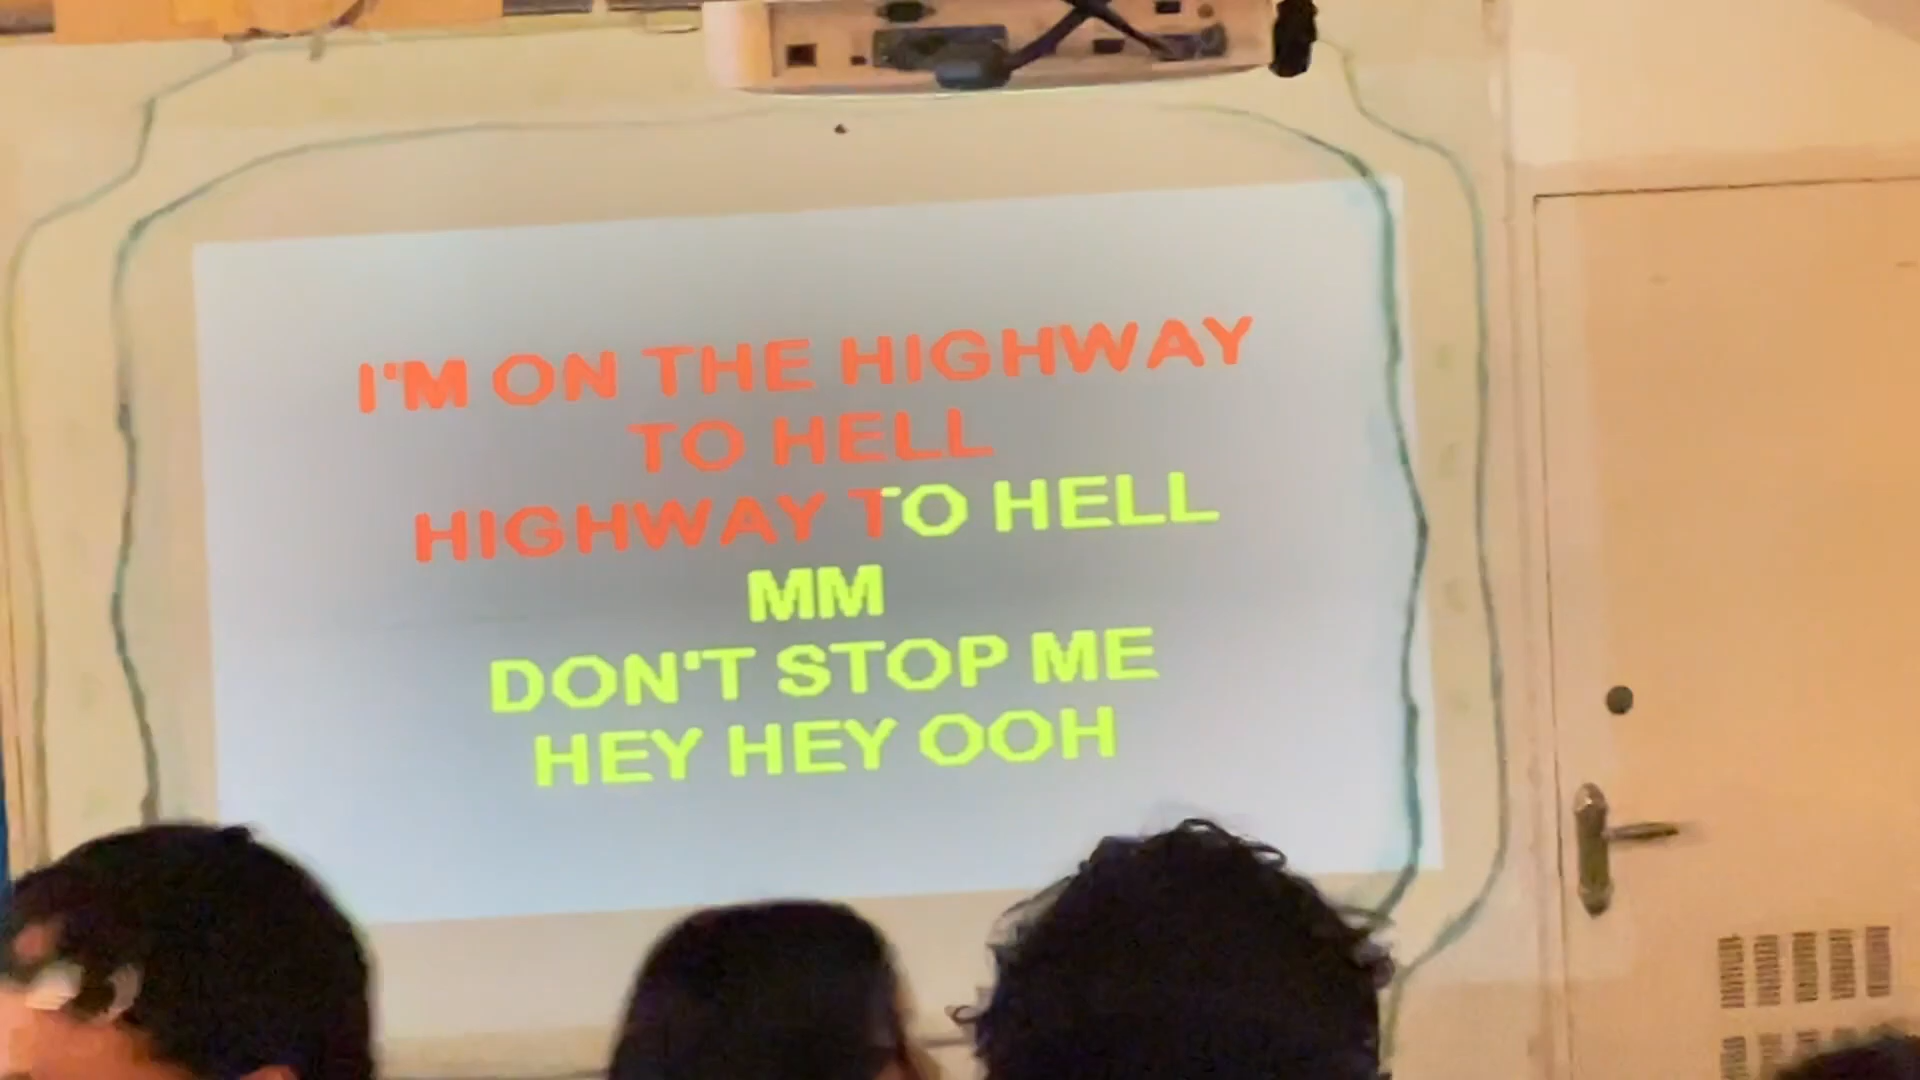 I'M ON THE HIGHWAY
TO HELL
HIGHWAY TO HELL
MM
DON'T STOP ME
HEY HEY OOH